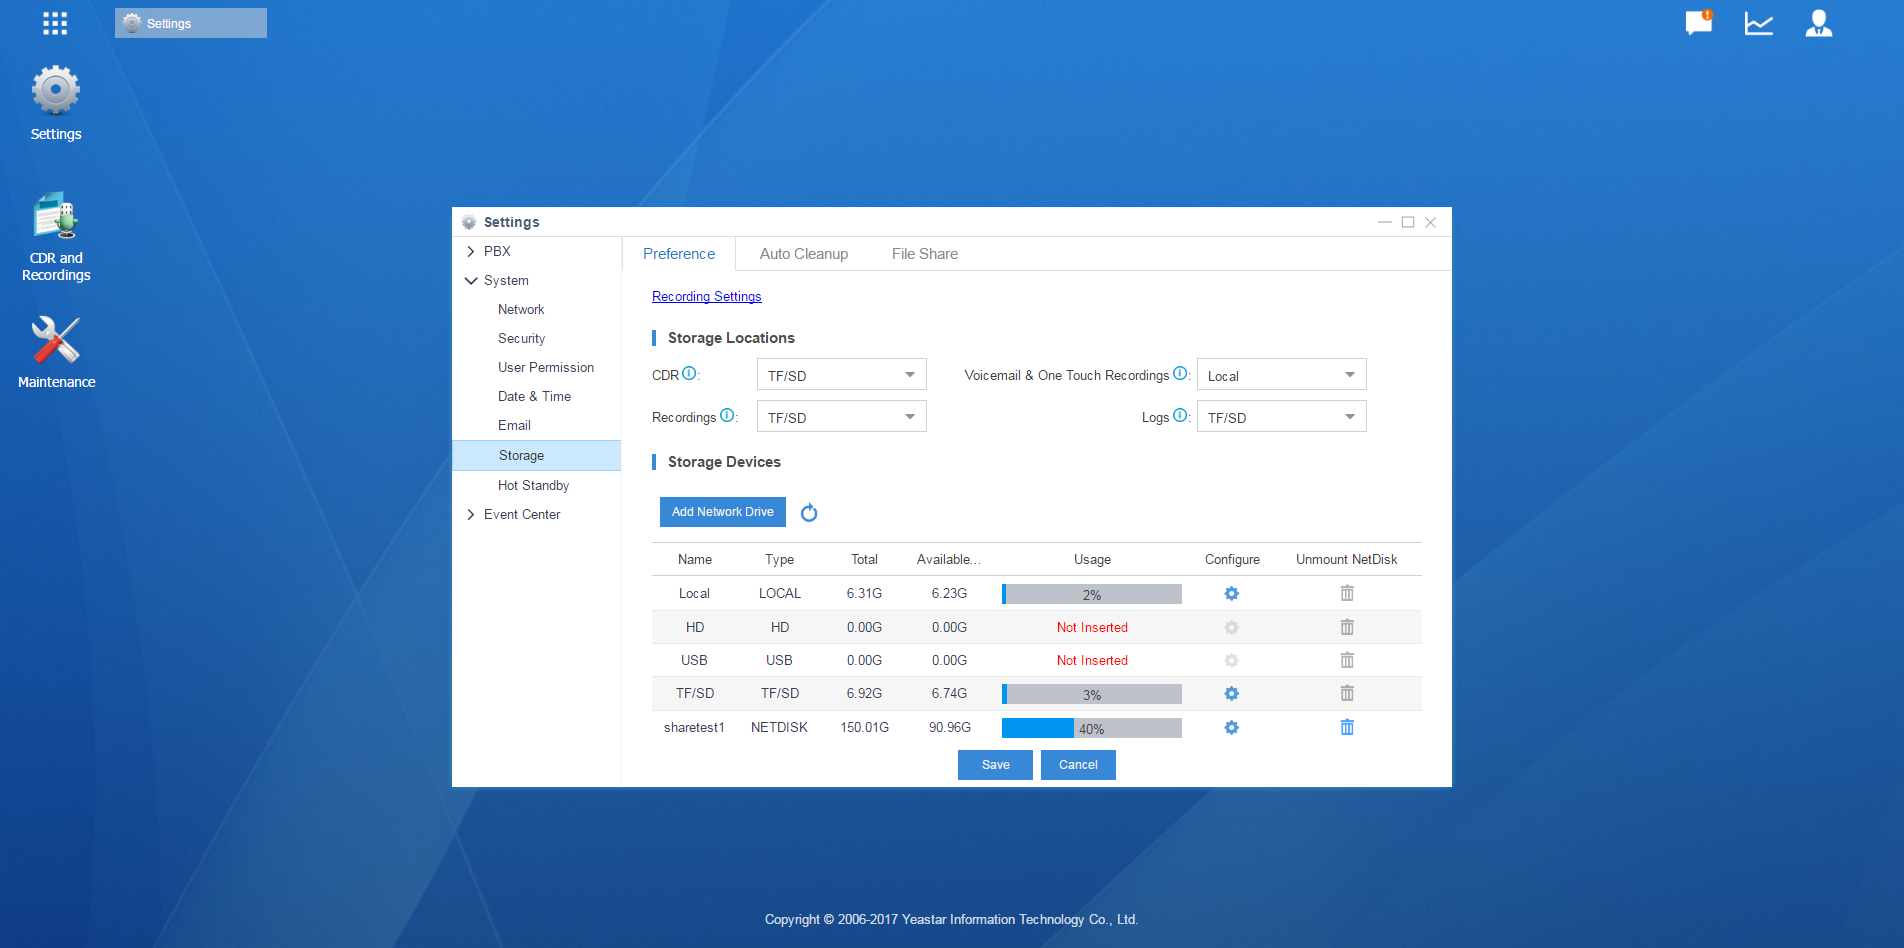 Settings
Settings
CDR and
Recordings
Maintenance
Settings
PBX
System
Network
Security
User Permission
Date & Time
Email
Storage
Hot Standby
Event Center
Preference Auto Cleanup File Share
Recording Settings
Storage Locations
CDR : TF/SD Voicemail & One Touch Recordings : Local
Recordings : TF/SD Logs : TF/SD
Storage Devices
Add Network Drive
Name Type Total Available... Usage Configure Unmount NetDisk
Local LOCAL 6.31G 6.23G 2%
HD HD 0.00G 0.00G Not Inserted
USB USB 0.00G 0.00G Not Inserted
TF/SD TF/SD 6.92G 6.74G 3%
sharetest1 NETDISK 150.01G 90.96G 40%
Save Cancel
Copyright © 2006-2017 Yeastar Information Technology Co., Ltd.